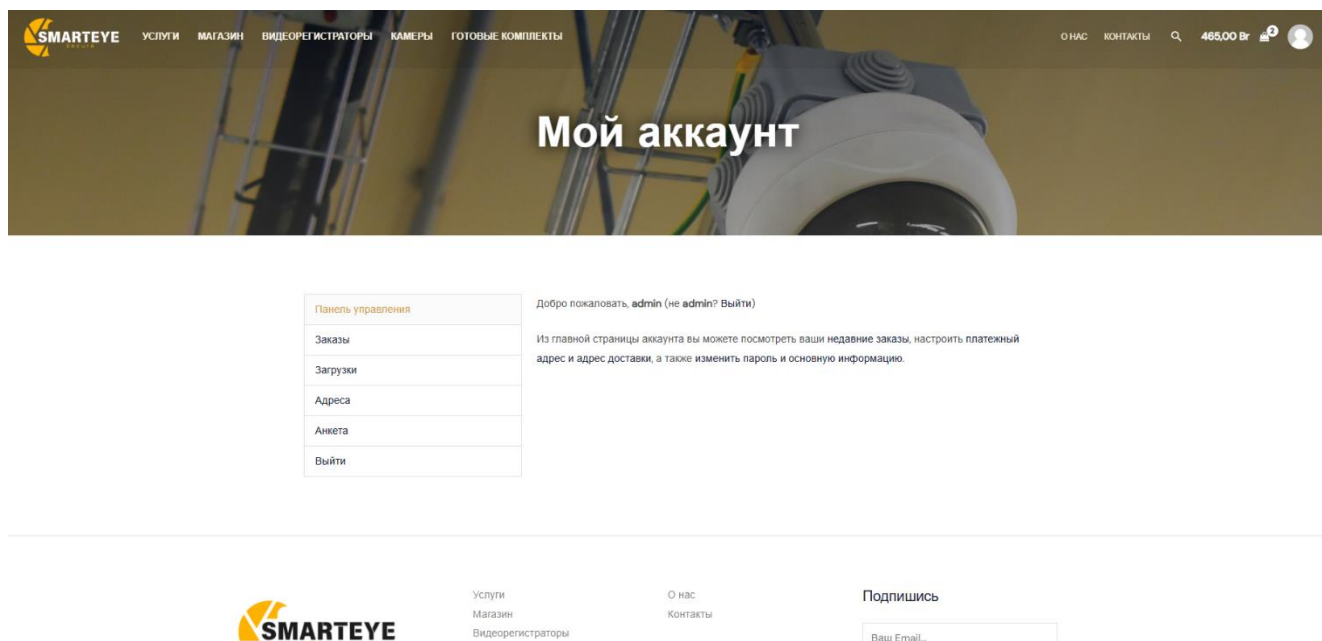 SMARTEYE
Secure
УСЛУГИ МАГАЗИН ВИДЕОРЕГИСТРАТОРЫ КАМЕРЫ ГОТОВЫЕ КОМПЛЕКТЫ
О НАС КОНТАКТЫ 465,00 Br 2
Мой аккаунт
Панель управления
Заказы
Загрузки
Адреса
Анкета
Выйти
Добро пожаловать, admin (не admin? Выйти)
Из главной страницы аккаунта вы можете посмотреть ваши недавние заказы, настроить платежный
адрес и адрес доставки, а также изменить пароль и основную информацию.
SMARTEYE
Услуги
Магазин
Видеорегистраторы
О нас
Контакты
Подпишись
Ваш Email...